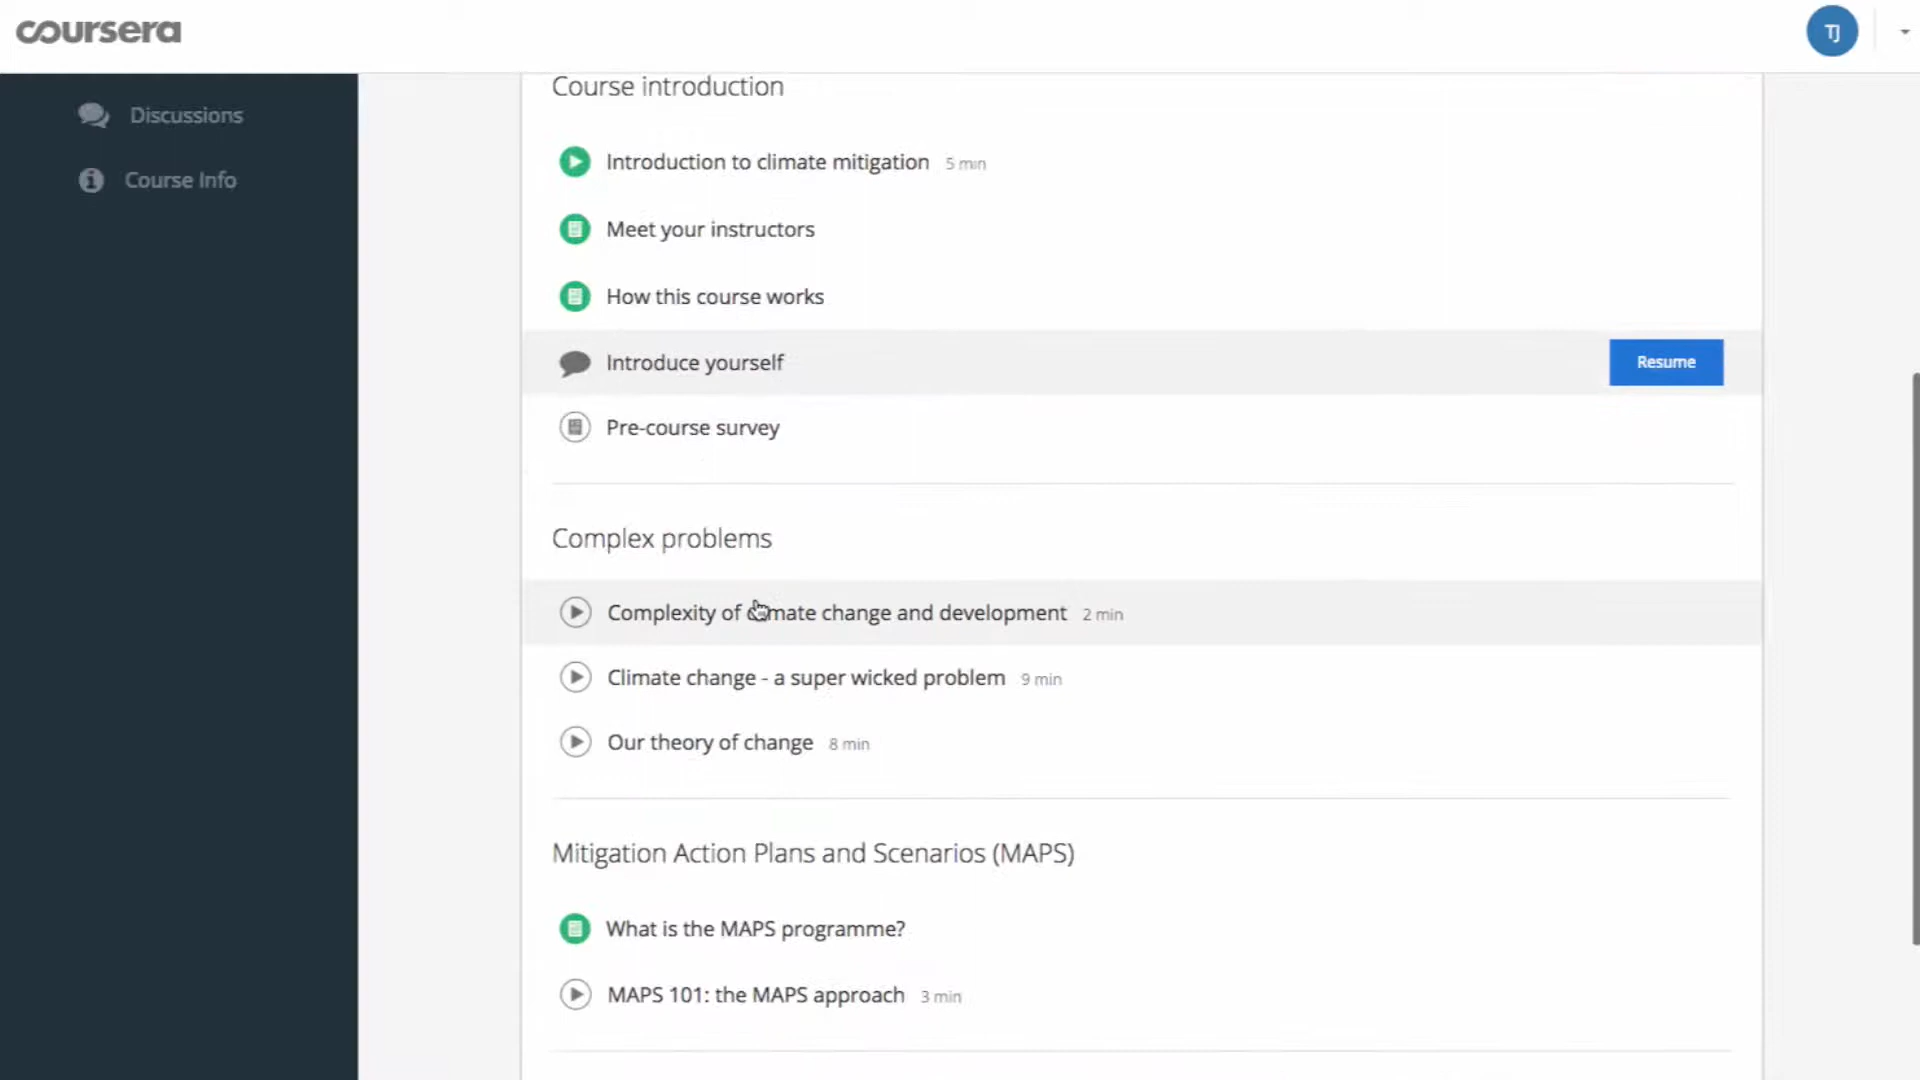 coursera
TJ
Discussions
Course Info
Course introduction
Introduction to climate mitigation 5 min
Meet your instructors
How this course works
Introduce yourself
Resume
Pre-course survey
Complex problems
Complexity of climate change and development 2 min
Climate change - a super wicked problem 9 min
Our theory of change 8 min
Mitigation Action Plans and Scenarios (MAPS)
What is the MAPS programme?
MAPS 101: the MAPS approach 3 min